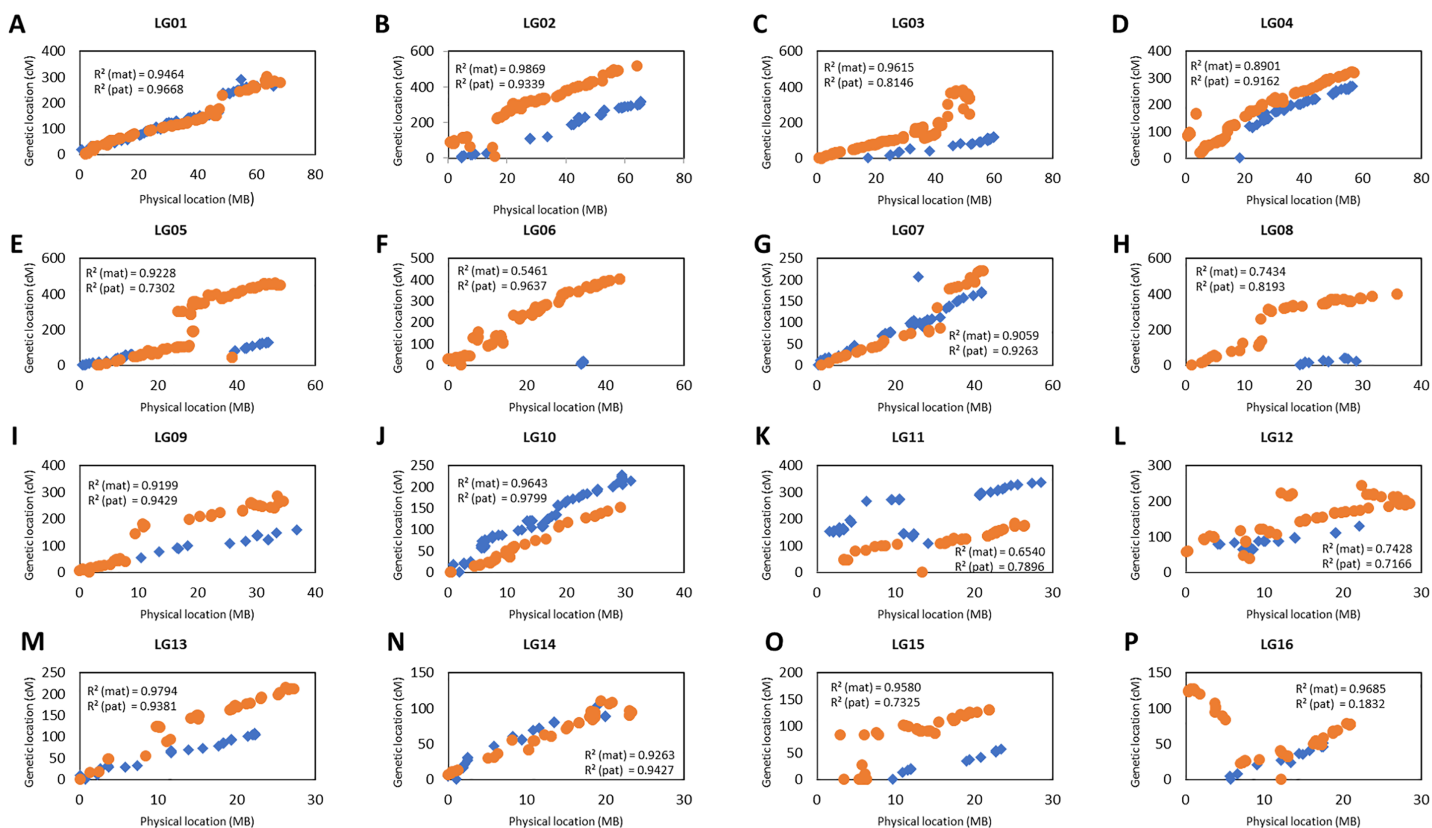 A
LG01
Genetic location (cM)
400
300
200
100
0
R² (mat) = 0.9464
R² (pat) = 0.9668
0 20 40 60 80
Physical location (MB)
B
LG02
Genetic location (cM)
600
400
200
0
R² (mat) = 0.9869
R² (pat) = 0.9339
0 20 40 60 80
Physical location (MB)
C
LG03
Genetic location (cM)
600
400
200
0
R² (mat) = 0.9615
R² (pat) = 0.8146
0 20 40 60 80
Physical location (MB)
D
LG04
Genetic location (cM)
400
300
200
100
0
R² (mat) = 0.8901
R² (pat) = 0.9162
0 20 40 60 80
Physical location (MB)
E
LG05
Genetic location (cM)
600
400
200
0
R² (mat) = 0.9228
R² (pat) = 0.7302
0 20 40 60
Physical location (MB)
F
LG06
Genetic location (cM)
500
400
300
200
100
0
R² (mat) = 0.5461
R² (pat) = 0.9637
0 20 40 60
Physical location (MB)
G
LG07
Genetic location (cM)
250
200
150
100
50
0
R² (mat) = 0.9059
R² (pat) = 0.9263
0 20 40 60
Physical location (MB)
H
LG08
Genetic location (cM)
600
400
200
0
R² (mat) = 0.7434
R² (pat) = 0.8193
0 10 20 30 40
Physical location (MB)
I
LG09
Genetic location (cM)
400
300
200
100
0
R² (mat) = 0.9199
R² (pat) = 0.9429
0 10 20 30 40
Physical location (MB)
J
LG10
Genetic location (cM)
250
200
150
100
50
0
R² (mat) = 0.9643
R² (pat) = 0.9799
0 10 20 30 40
Physical location (MB)
K
LG11
Genetic location (cM)
400
300
200
100
0
R² (mat) = 0.6540
R² (pat) = 0.7896
0 10 20 30
Physical location (MB)
L
LG12
Genetic location (cM)
300
200
100
0
R² (mat) = 0.7428
R² (pat) = 0.7166
0 10 20 30
Physical location (MB)
M
LG13
Genetic location (cM)
250
200
150
100
50
0
R² (mat) = 0.9794
R² (pat) = 0.9381
0 10 20 30
Physical location (MB)
N
LG14
Genetic location (cM)
150
100
50
0
R² (mat) = 0.9263
R² (pat) = 0.9427
0 10 20 30
Physical location (MB)
O
LG15
Genetic location (cM)
200
150
100
50
0
R² (mat) = 0.9580
R² (pat) = 0.7325
0 10 20 30
Physical location (MB)
P
LG16
Genetic location (cM)
150
100
50
0
R² (mat) = 0.9685
R² (pat) = 0.1832
0 10 20 30
Physical location (MB)